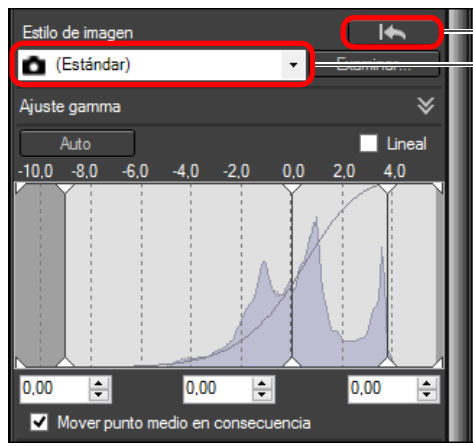 Estilo de imagen
(Estándar)
Examinar...
Ajuste gamma
Auto
Lineal
-10,0 -8,0 -6,0 -4,0 -2,0 0,0 2,0 4,0
0,00 0,00 0,00
Mover punto medio en consecuencia